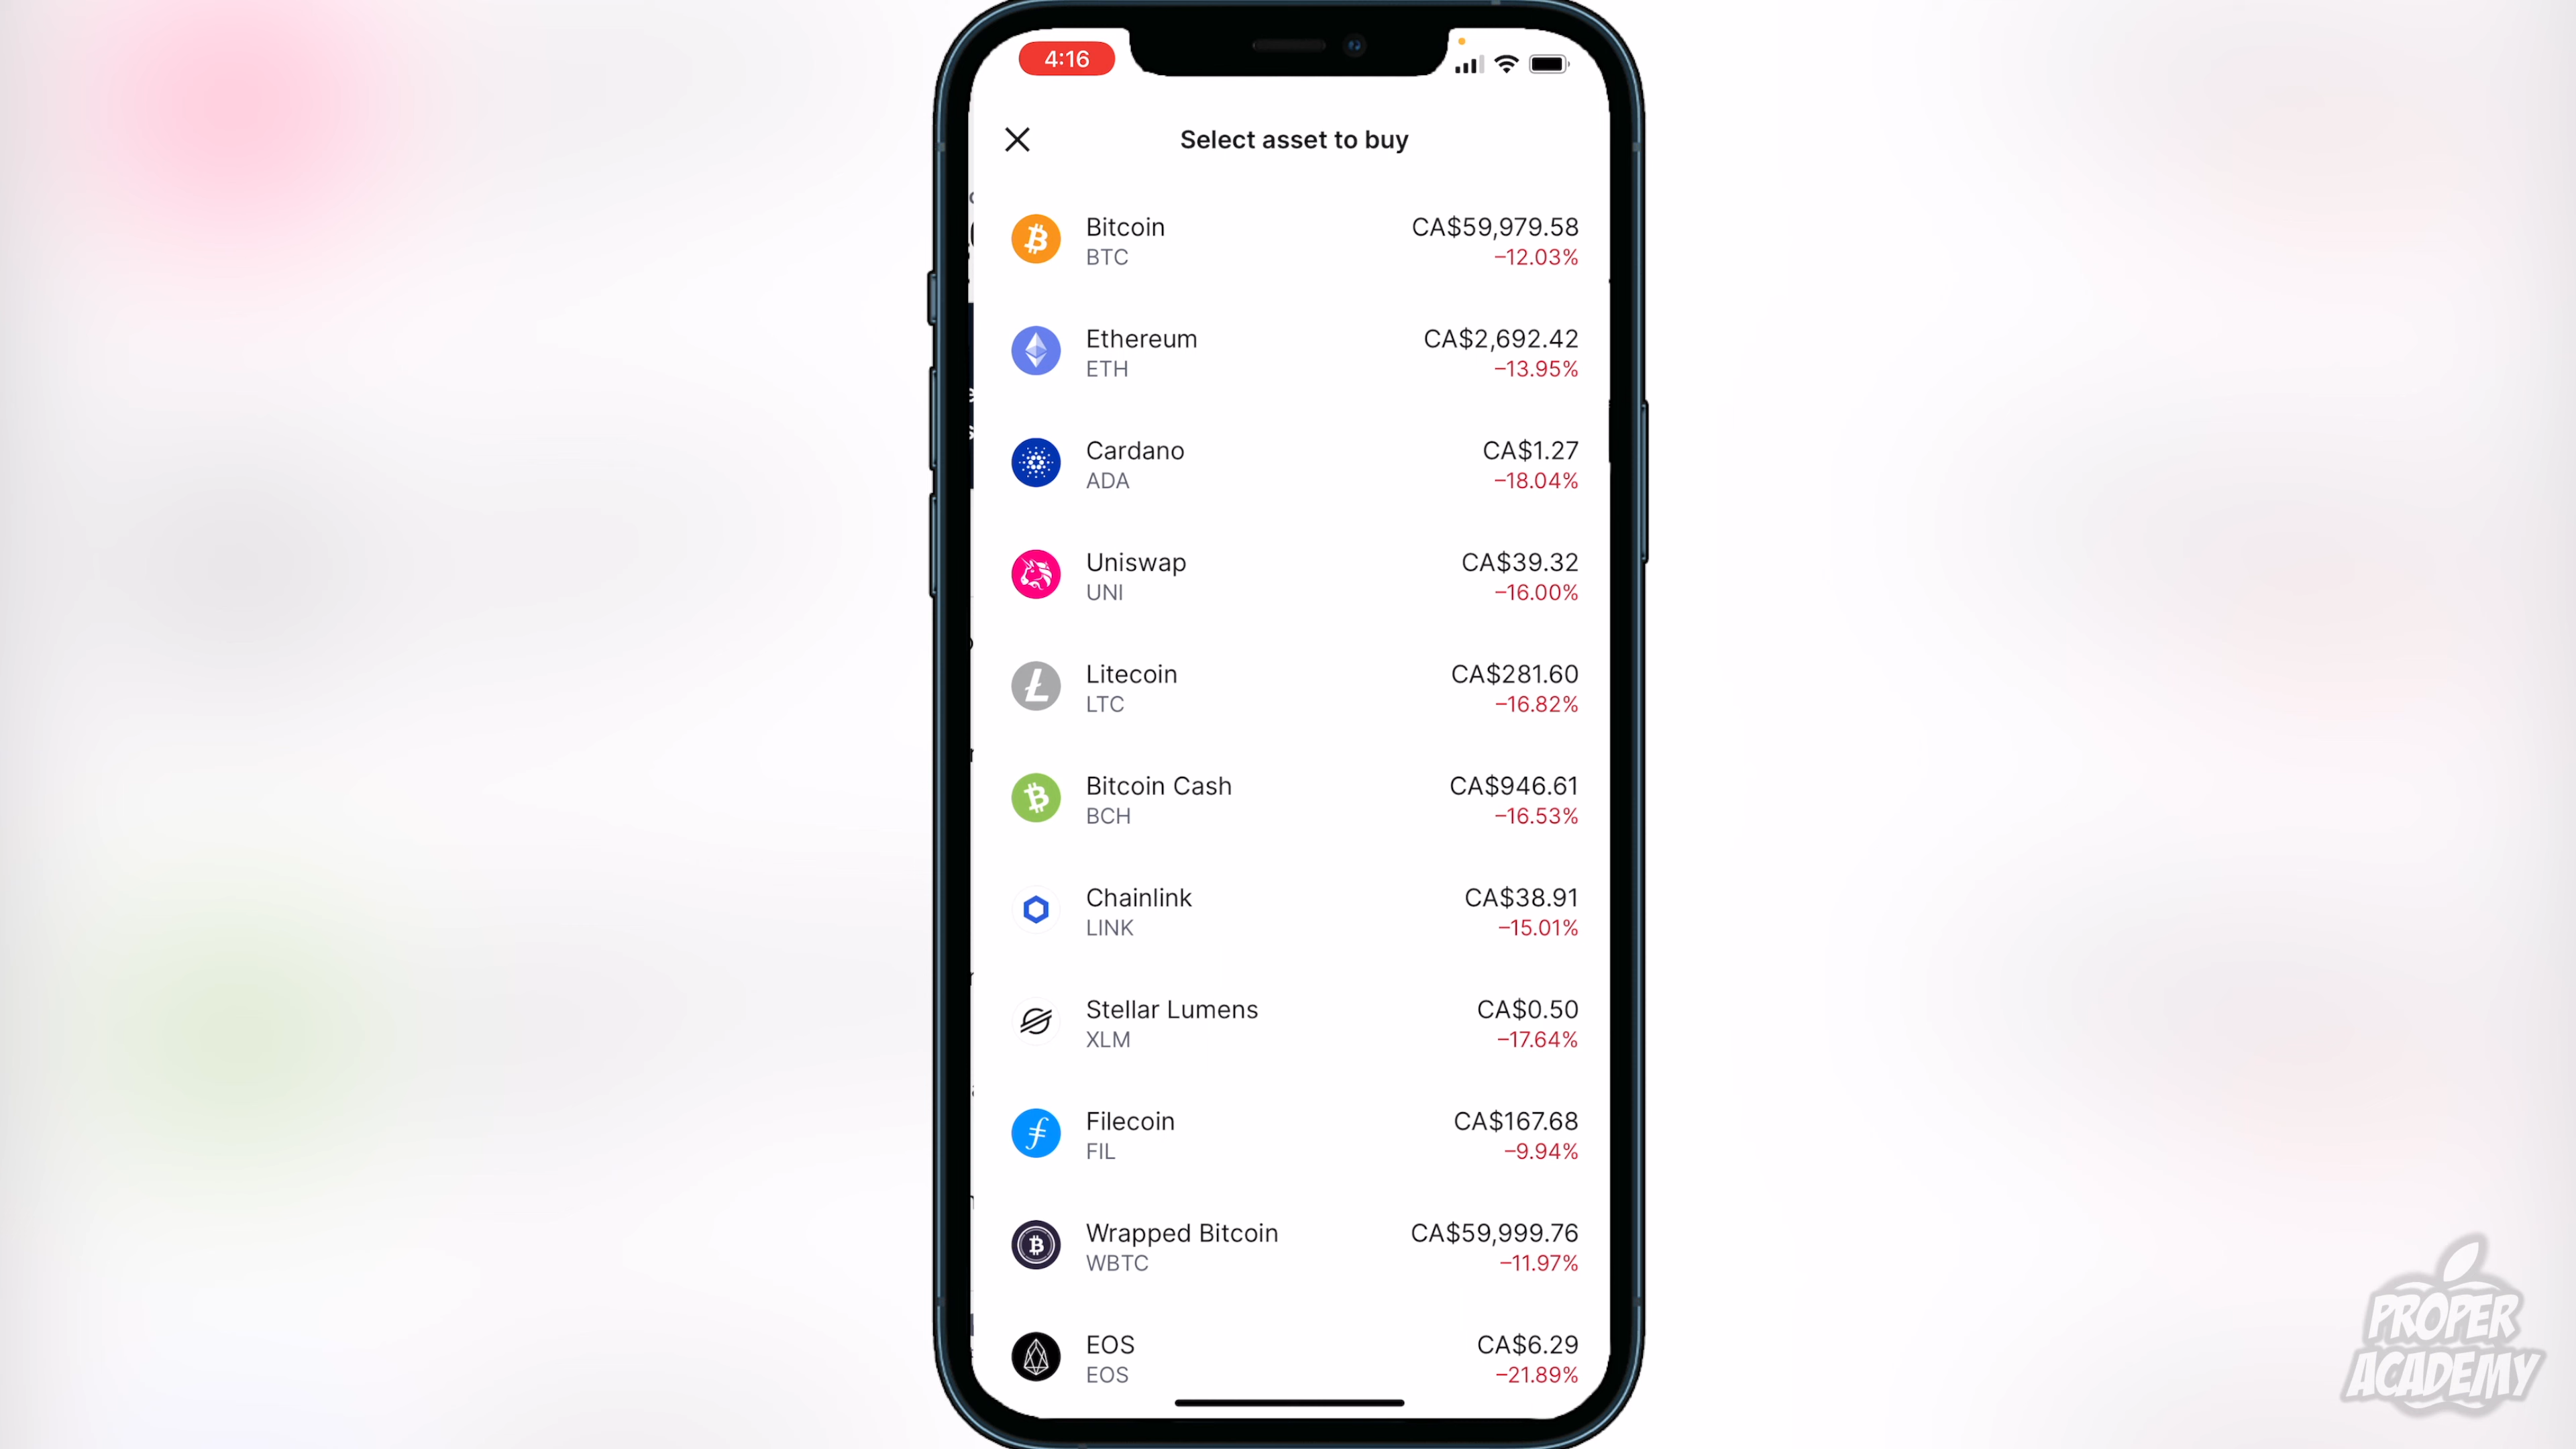 4:16
Select asset to buy
Bitcoin CA$59,979.58
BTC –12.03%
Ethereum CA$2,692.42
ETH –13.95%
Cardano CA$1.27
ADA –18.04%
Uniswap CA$39.32
UNI –16.00%
Litecoin CA$281.60
LTC –16.82%
Bitcoin Cash CA$946.61
BCH –16.53%
Chainlink CA$38.91
LINK –15.01%
Stellar Lumens CA$0.50
XLM –17.64%
Filecoin CA$167.68
FIL –9.94%
Wrapped Bitcoin CA$59,999.76
WBTC –11.97%
EOS CA$6.29
EOS –21.89%
PROPER
ACADEMY